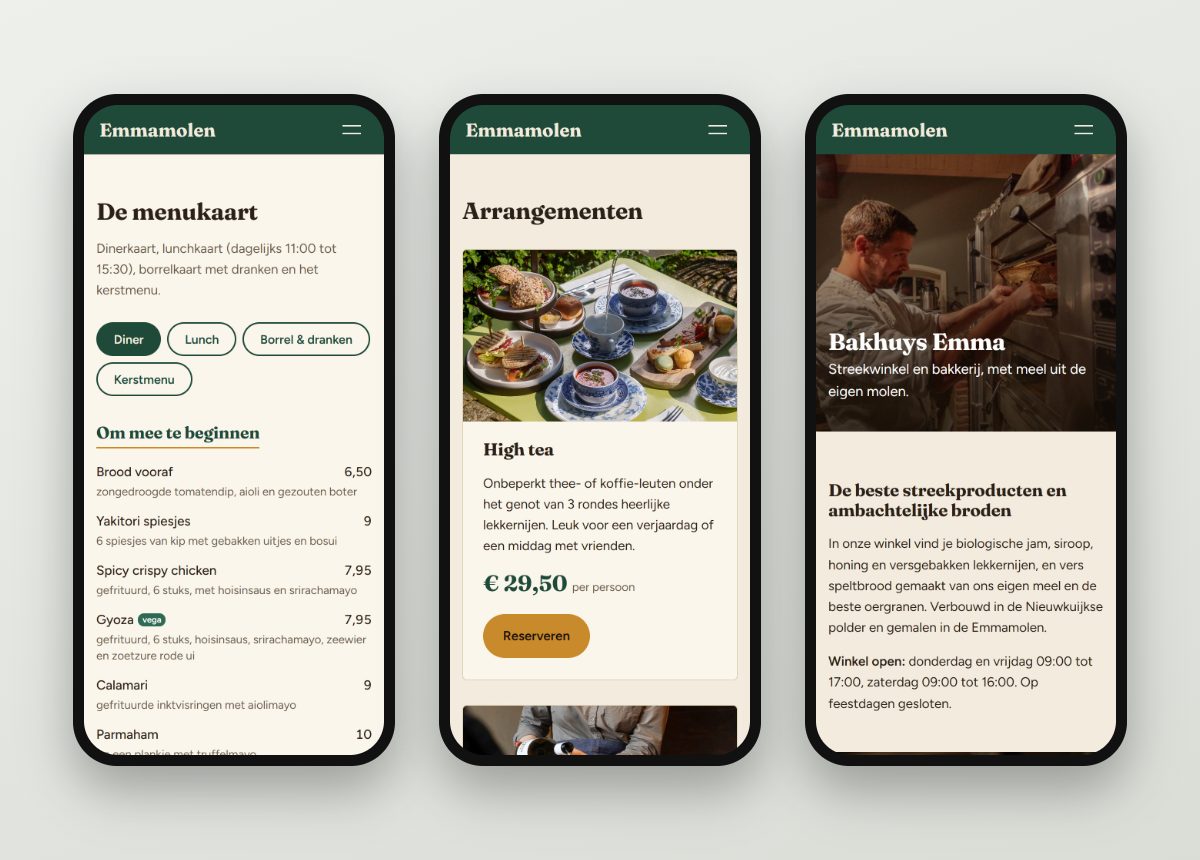 Emmamolen
De menukaart
Dinerkaart, lunchkaart (dagelijks 11:00 tot
15:30), borrelkaart met dranken en het
kerstmenu.
Diner
Lunch
Borrel & dranken
Kerstmenu
Om mee te beginnen
Brood vooraf 6,50
zongedroogde tomatendip, aioli en gezouten boter
Yakitori spiesjes 9
6 spiesjes van kip met gebakken uitjes en bosui
Spicy crispy chicken 7,95
gefrituurd, 6 stuks, met hoisinsaus en srirachamayo
Gyoza vega 7,95
gefrituurd, 6 stuks, hoisinsaus, srirachamayo, zeewier
en zoetzure rode ui
Calamari 9
gefrituurde inktvisringen met aiolimayo
Parmaham 10
een plankje met truffelmayo
Emmamolen
Arrangementen
High tea
Onbeperkt thee- of koffie-leuten onder
het genot van 3 rondes heerlijke
lekkernijen. Leuk voor een verjaardag of
een middag met vrienden.
€ 29,50 per persoon
Reserveren
Emmamolen
Bakhuys Emma
Streekwinkel en bakkerij, met meel uit de
eigen molen.
De beste streekproducten en
ambachtelijke broden
In onze winkel vind je biologische jam, siroop,
honing en versgebakken lekkernijen, en vers
speltbrood gemaakt van ons eigen meel en de
beste oergranen. Verbouwd in de Nieuwkuijkse
polder en gemalen in de Emmamolen.
Winkel open: donderdag en vrijdag 09:00 tot
17:00, zaterdag 09:00 tot 16:00. Op
feestdagen gesloten.